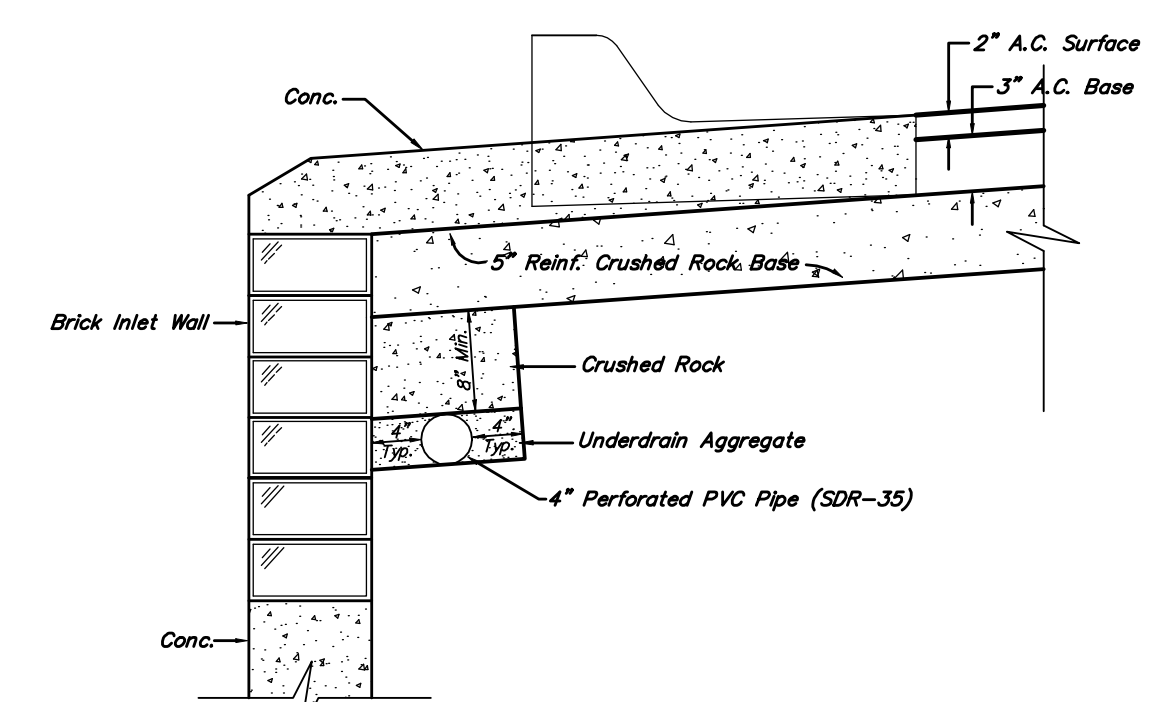 2" A.C. Surface
3" A.C. Base
Conc.
5" Reinf. Crushed Rock Base
Brick Inlet Wall
8" Min.
Crushed Rock
4"
Typ.
4"
Typ.
Underdrain Aggregate
4" Perforated PVC Pipe (SDR-35)
Conc.